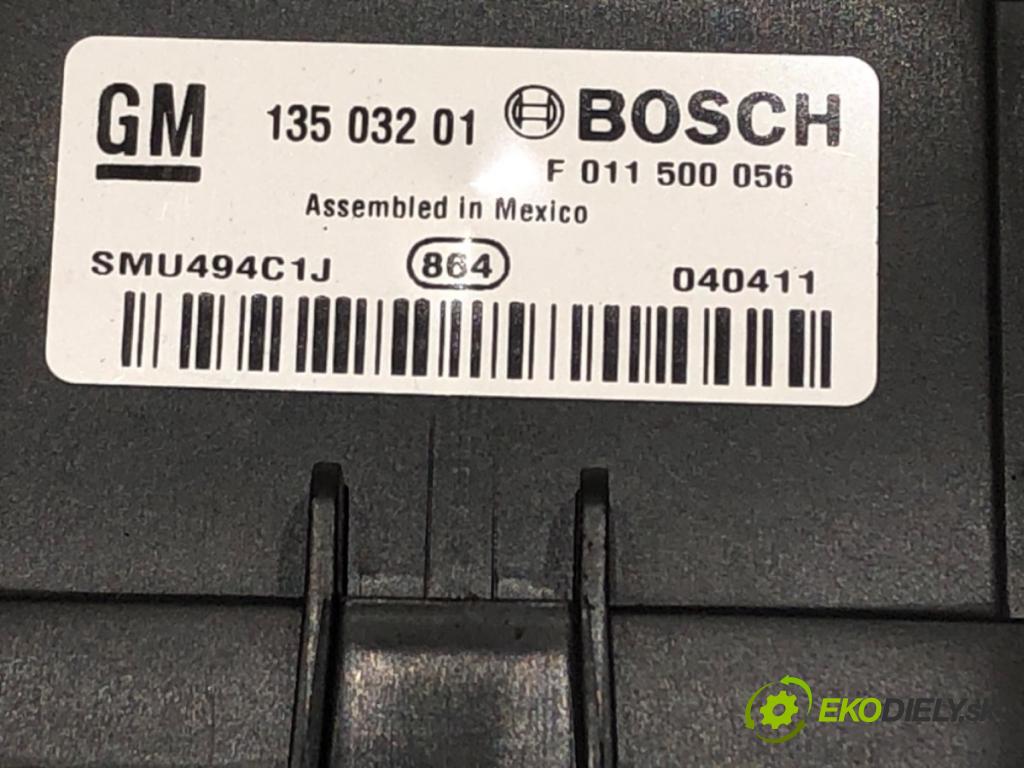 GM 135 032 01 BOSCH
F 011 500 056
Assembled in Mexico
SMU494C1J 864 040411
EKODIELY.sk